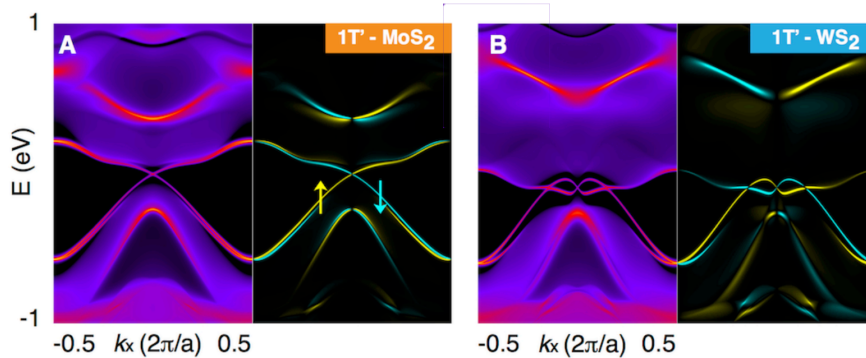 1
A
1T' - MoS2
B
1T' - WS2
E (eV)
-1
-0.5 kx (2π/a) 0.5
-0.5 kx (2π/a) 0.5